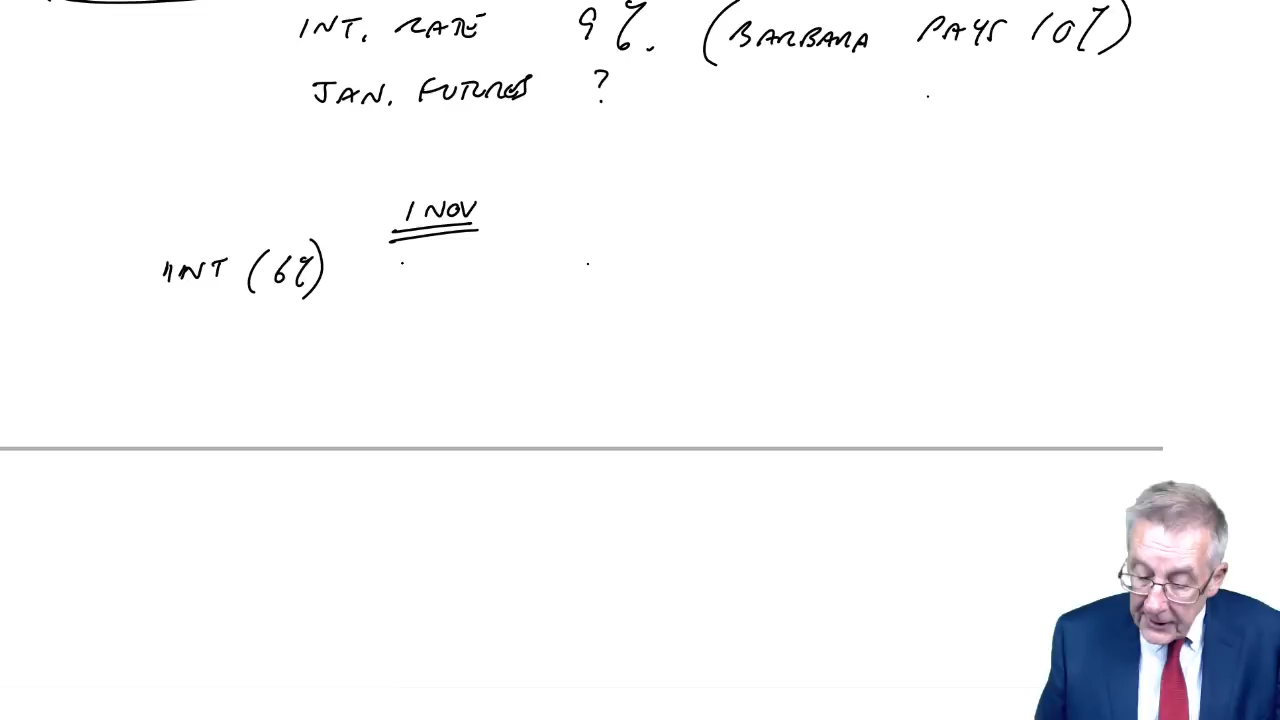 INT. RATE 9%. (BARBARA PAYS 10%)
JAN. FUTURES ?
1 NOV
INT (6%)